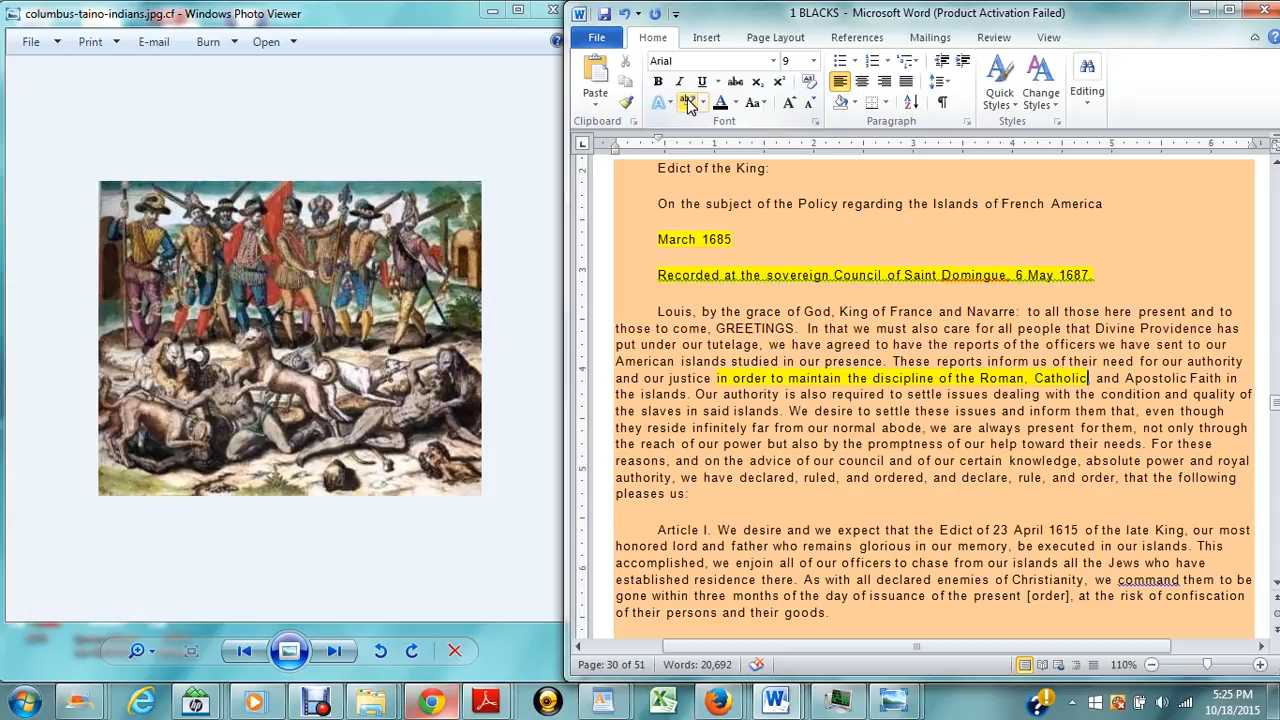 columbus-taino-indians.jpg.cf - Windows Photo Viewer
File Print E-mail Burn Open
1 BLACKS - Microsoft Word (Product Activation Failed)
File Home Insert Page Layout References Mailings Review View
Arial 9
Paste
Quick Styles
Change Styles
Editing
Clipboard Font Paragraph Styles
1 2 3 4 5 6
Edict of the King:
On the subject of the Policy regarding the Islands of French America
March 1685
Recorded at the sovereign Council of Saint Domingue, 6 May 1687.
Louis, by the grace of God, King of France and Navarre: to all those here present and to
those to come, GREETINGS. In that we must also care for all people that Divine Providence has
put under our tutelage, we have agreed to have the reports of the officers we have sent to our
American islands studied in our presence. These reports inform us of their need for our authority
and our justice in order to maintain the discipline of the Roman, Catholic, and Apostolic Faith in
the islands. Our authority is also required to settle issues dealing with the condition and quality of
the slaves in said islands. We desire to settle these issues and inform them that, even though
they reside infinitely far from our normal abode, we are always present for them, not only through
the reach of our power but also by the promptness of our help toward their needs. For these
reasons, and on the advice of our council and of our certain knowledge, absolute power and royal
authority, we have declared, ruled, and ordered, and declare, rule, and order, that the following
pleases us:
Article I. We desire and we expect that the Edict of 23 April 1615 of the late King, our most
honored lord and father who remains glorious in our memory, be executed in our islands. This
accomplished, we enjoin all of our officers to chase from our islands all the Jews who have
established residence there. As with all declared enemies of Christianity, we command them to be
gone within three months of the day of issuance of the present [order], at the risk of confiscation
of their persons and their goods.
Page: 30 of 51 Words: 20,692 110%
5:25 PM
10/18/2015